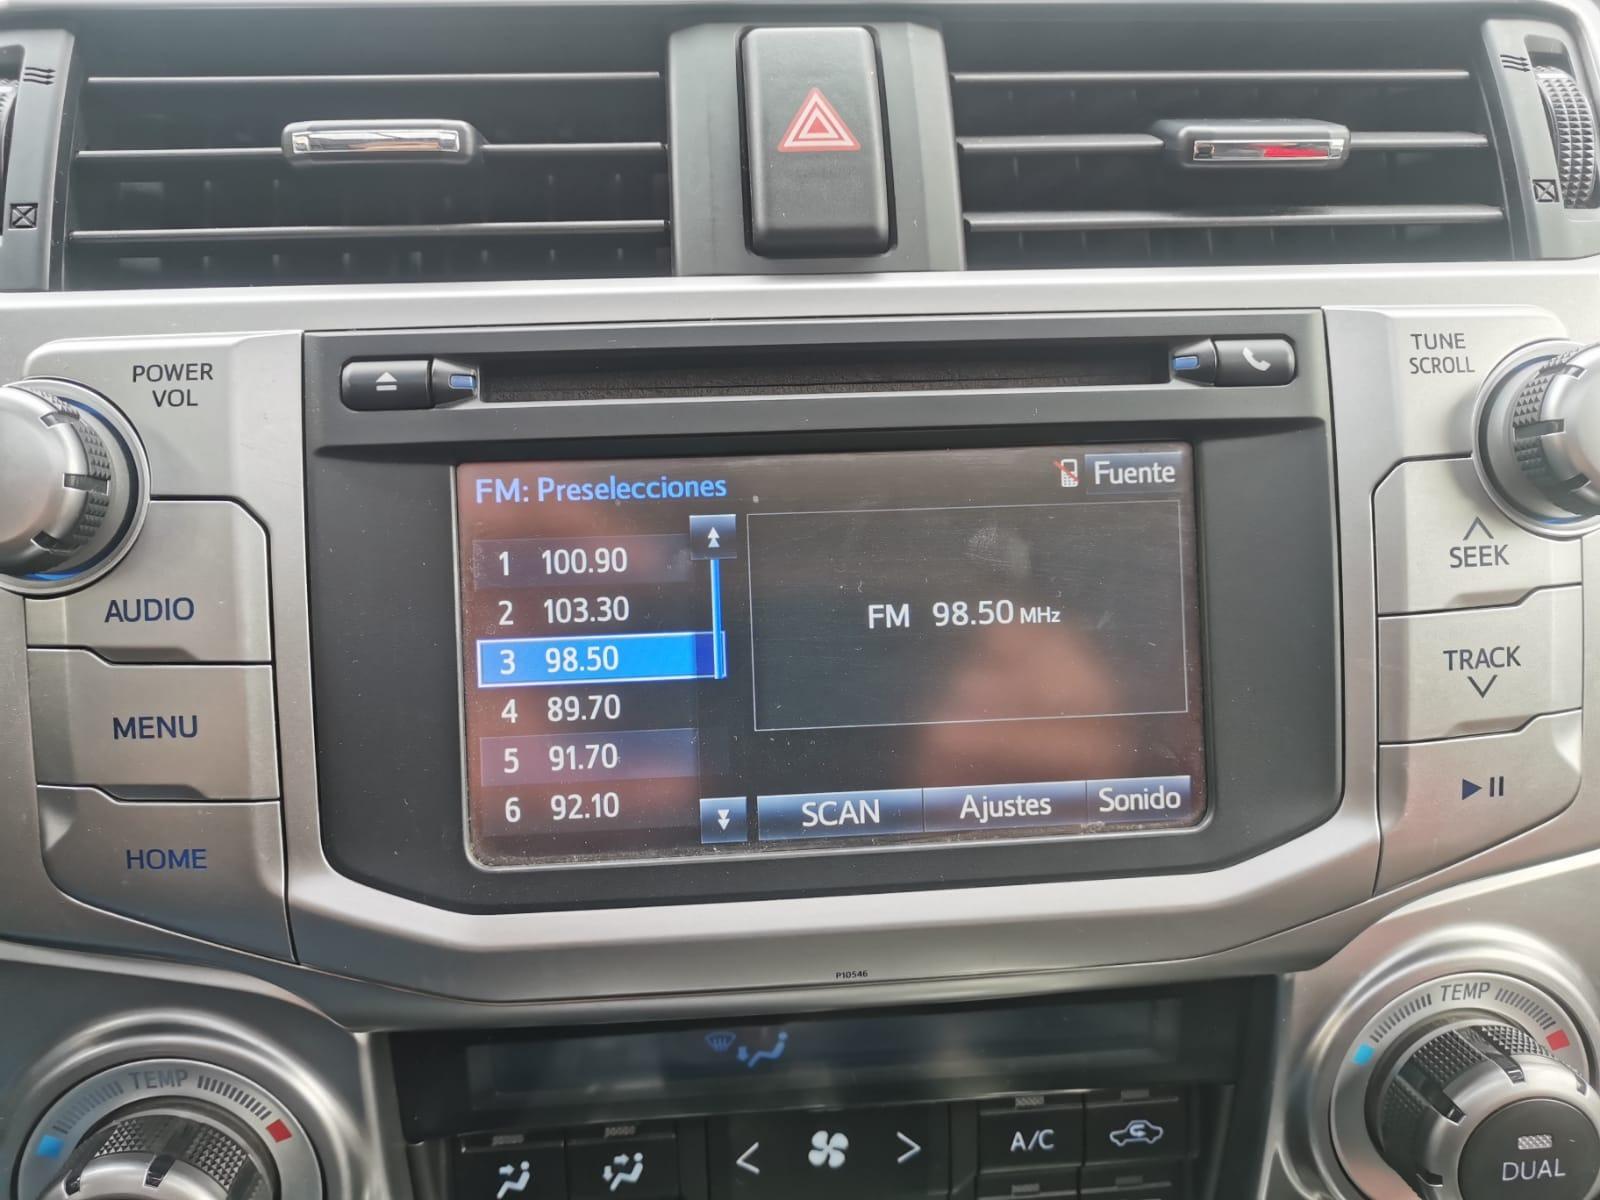 POWER
VOL
TUNE
SCROLL
FM: Preselecciones
Fuente
1 100.90
2 103.30
3 98.50
4 89.70
5 91.70
6 92.10
FM 98.50 MHz
SCAN
Ajustes
Sonido
AUDIO
MENU
HOME
SEEK
TRACK
P10546
TEMP
TEMP
A/C
DUAL